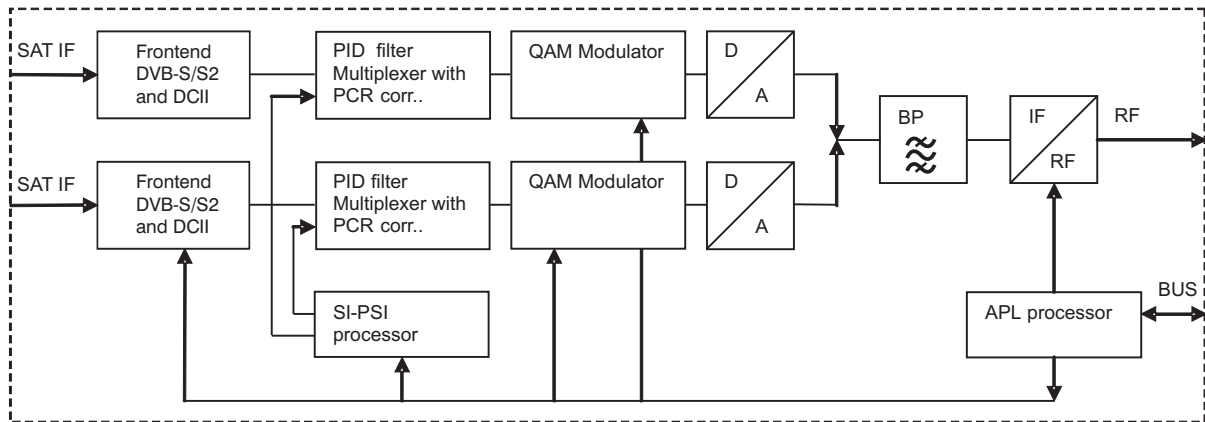 SAT IF
Frontend
DVB-S/S2
and DCII
PID filter
Multiplexer with
PCR corr..
QAM Modulator
D
A
BP
IF
RF
RF
SAT IF
Frontend
DVB-S/S2
and DCII
PID filter
Multiplexer with
PCR corr..
QAM Modulator
D
A
SI-PSI
processor
APL processor
BUS